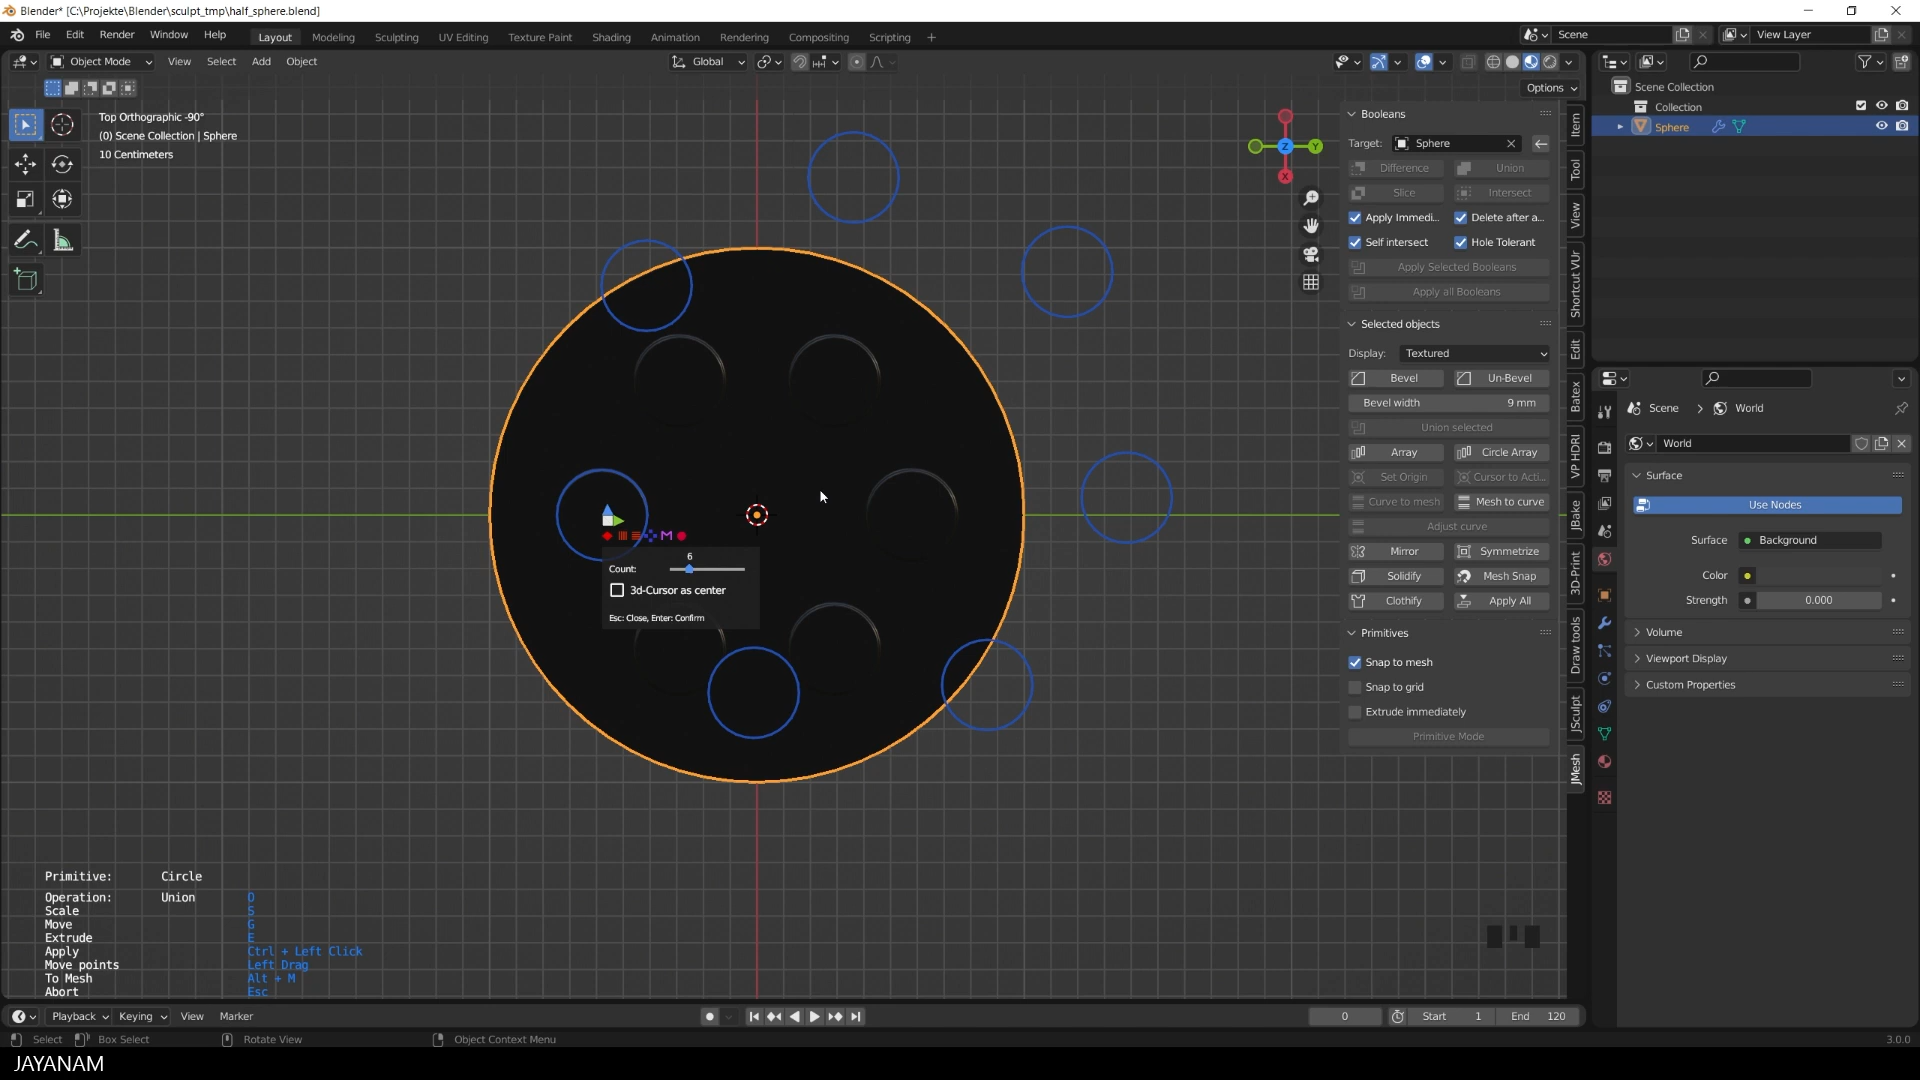 Blender* [C:\Projekte\Blender\sculpt_tmp\half_sphere.blend]
File Edit Render Window Help Layout Modeling Sculpting UV Editing Texture Paint Shading Animation Rendering Compositing Scripting + Scene View Layer
Object Mode View Select Add Object Global
Options
Top Orthographic -90°
(0) Scene Collection | Sphere
10 Centimeters
Z
Y
X
Count: 6
3d-Cursor as center
Esc: Close, Enter: Confirm
M
Primitive: Circle
Operation: Union O
Scale S
Move G
Extrude E
Apply Ctrl + Left Click
Move points Left Drag
To Mesh Alt + M
Abort Esc
Booleans
Target: Sphere
Difference Union
Slice Intersect
Apply Immedi... Delete after a...
Self intersect Hole Tolerant
Apply Selected Booleans
Apply all Booleans
Selected objects
Display: Textured
Bevel Un-Bevel
Bevel width 9 mm
Union selected
Array Circle Array
Set Origin Cursor to Acti...
Curve to mesh Mesh to curve
Adjust curve
Mirror Symmetrize
Solidify Mesh Snap
Clothify Apply All
Primitives
Snap to mesh
Snap to grid
Extrude immediately
Primitive Mode
Item
Tool
View
Shortcut VUr
Edit
Batex
VP HDRI
JBake
3D-Print
Draw tools
JSculpt
JMesh
Scene Collection
Collection
Sphere
Scene > World
World
Surface
Use Nodes
Surface Background
Color
Strength 0.000
Volume
Viewport Display
Custom Properties
Playback Keying View Marker 0 Start 1 End 120
Select Box Select Rotate View Object Context Menu 3.0.0
JAYANAM